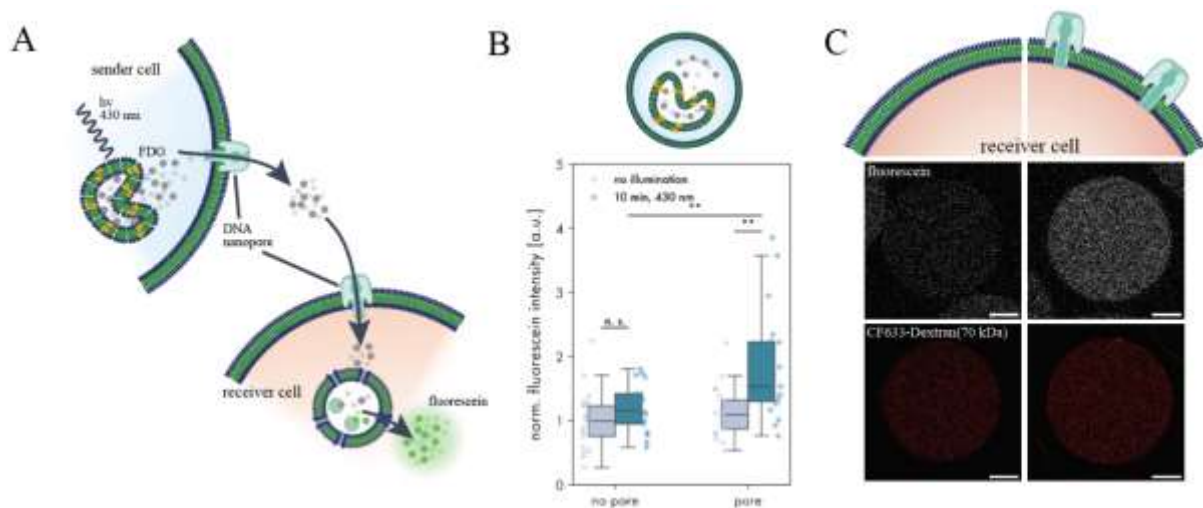 A
sender cell
hν
430 nm
FDG
DNA
nanopore
receiver cell
fluorescein
B
norm. fluorescein intensity [a.u.]
5
4
3
2
1
0
no illumination
10 min, 430 nm
**
**
n. s.
no pore
pore
C
receiver cell
fluorescein
CF633-Dextran(70 kDa)